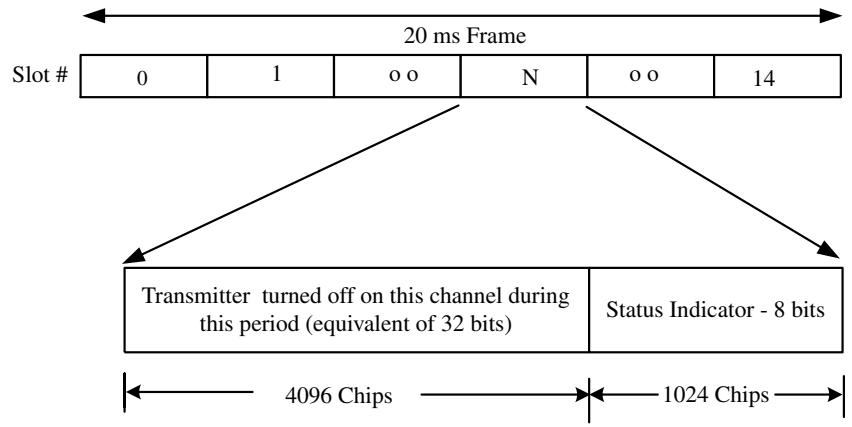 20 ms Frame
Slot # 0 1 o o N o o 14
Transmitter turned off on this channel during
this period (equivalent of 32 bits)
Status Indicator - 8 bits
4096 Chips
1024 Chips